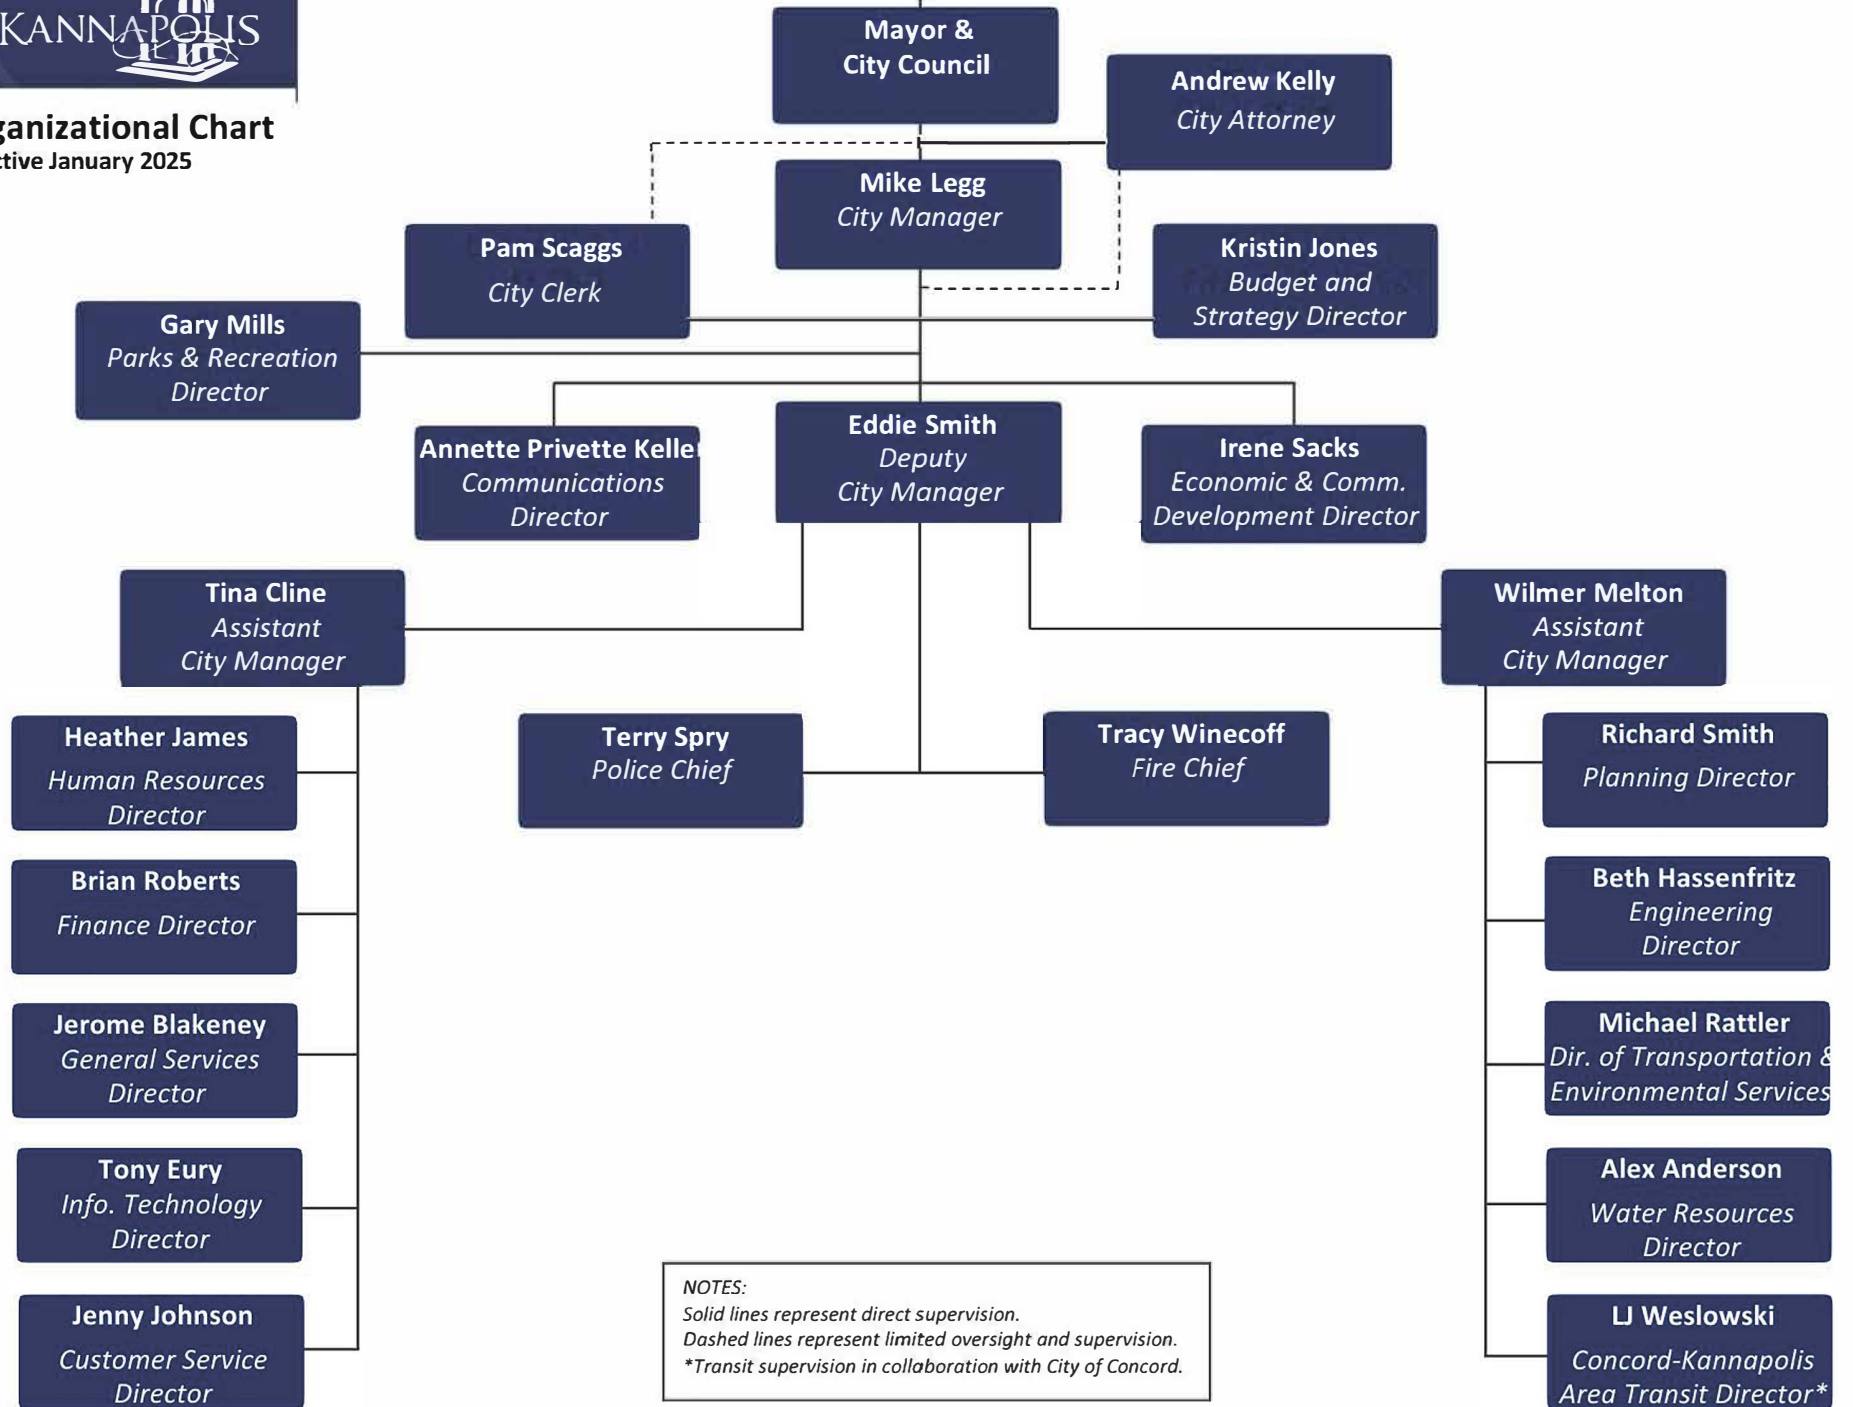 KANNAPOLIS
ganizational Chart
ctive January 2025
Mayor &
City Council
Andrew Kelly
City Attorney
Mike Legg
City Manager
Pam Scaggs
City Clerk
Kristin Jones
Budget and
Strategy Director
Gary Mills
Parks & Recreation
Director
Annette Privette Kelle
Communications
Director
Eddie Smith
Deputy
City Manager
Irene Sacks
Economic & Comm.
Development Director
Tina Cline
Assistant
City Manager
Wilmer Melton
Assistant
City Manager
Heather James
Human Resources
Director
Terry Spry
Police Chief
Tracy Winecoff
Fire Chief
Richard Smith
Planning Director
Brian Roberts
Finance Director
Beth Hassenfritz
Engineering
Director
Jerome Blakeney
General Services
Director
Michael Rattler
Dir. of Transportation &
Environmental Services
Tony Eury
Info. Technology
Director
Alex Anderson
Water Resources
Director
Jenny Johnson
Customer Service
Director
LJ Weslowski
Concord-Kannapolis
Area Transit Director*
NOTES:
Solid lines represent direct supervision.
Dashed lines represent limited oversight and supervision.
*Transit supervision in collaboration with City of Concord.